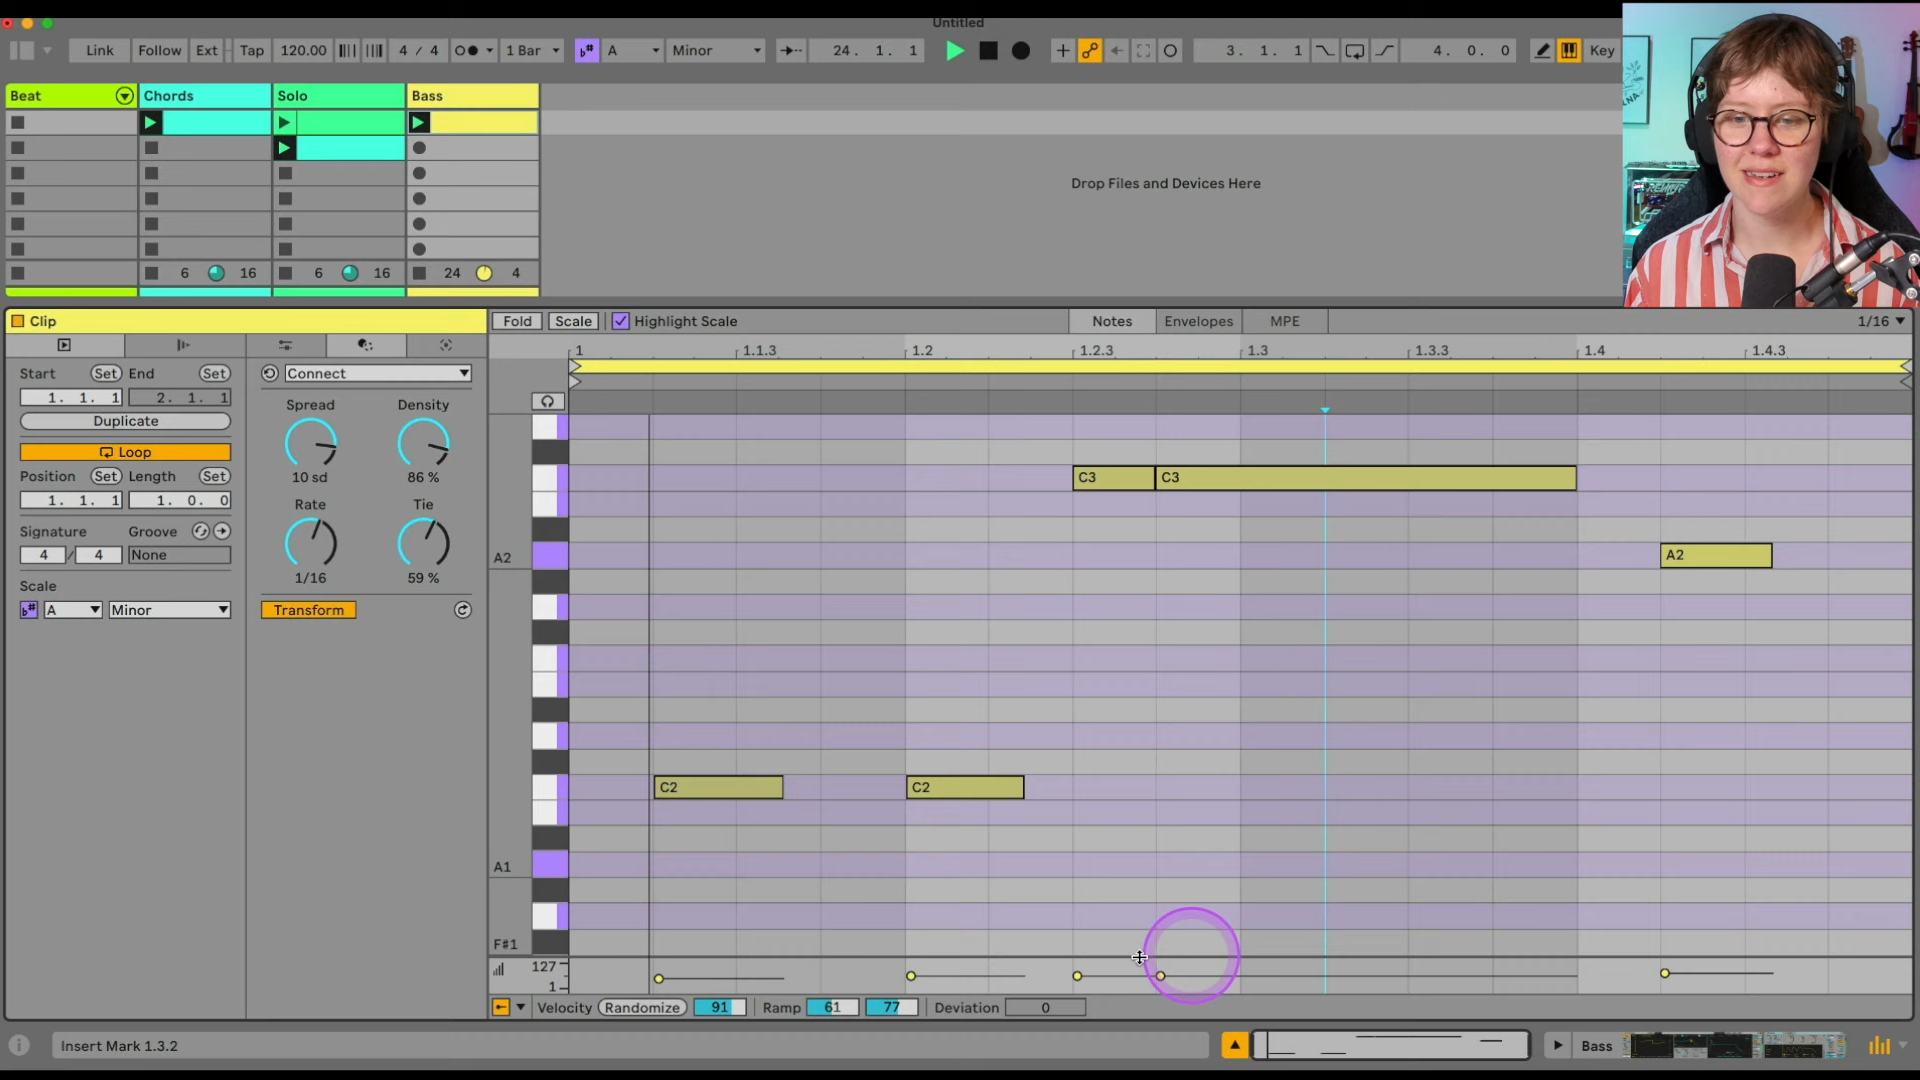 Untitled
Link Follow Ext Tap 120.00 4 / 4 1 Bar A Minor 24. 1. 1 3. 1. 1 4. 0. 0 Key
Beat Chords Solo Bass
Drop Files and Devices Here
6 16 6 16 24 4
Clip Fold Scale Highlight Scale Notes Envelopes MPE 1/16
1 1.1.3 1.2 1.2.3 1.3 1.3.3 1.4 1.4.3
Start Set End Set Connect
1. 1. 1 2. 1. 1
Duplicate Spread Density
Loop
Position Set Length Set 10 sd 86 % C3 C3
1. 1. 1 1. 0. 0 Rate Tie
Signature Groove
4 / 4 None A2 A2
Scale 1/16 59 %
A Minor Transform
C2 C2
A1
F#1
127
1
Velocity Randomize 91 Ramp 61 77 Deviation 0
Insert Mark 1.3.2 Bass